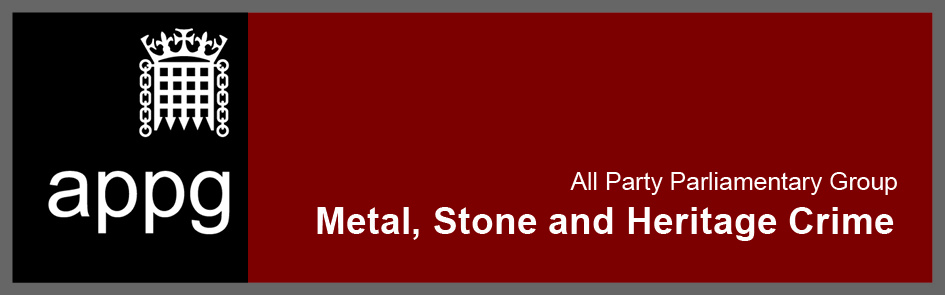 appg
All Party Parliamentary Group
Metal, Stone and Heritage Crime